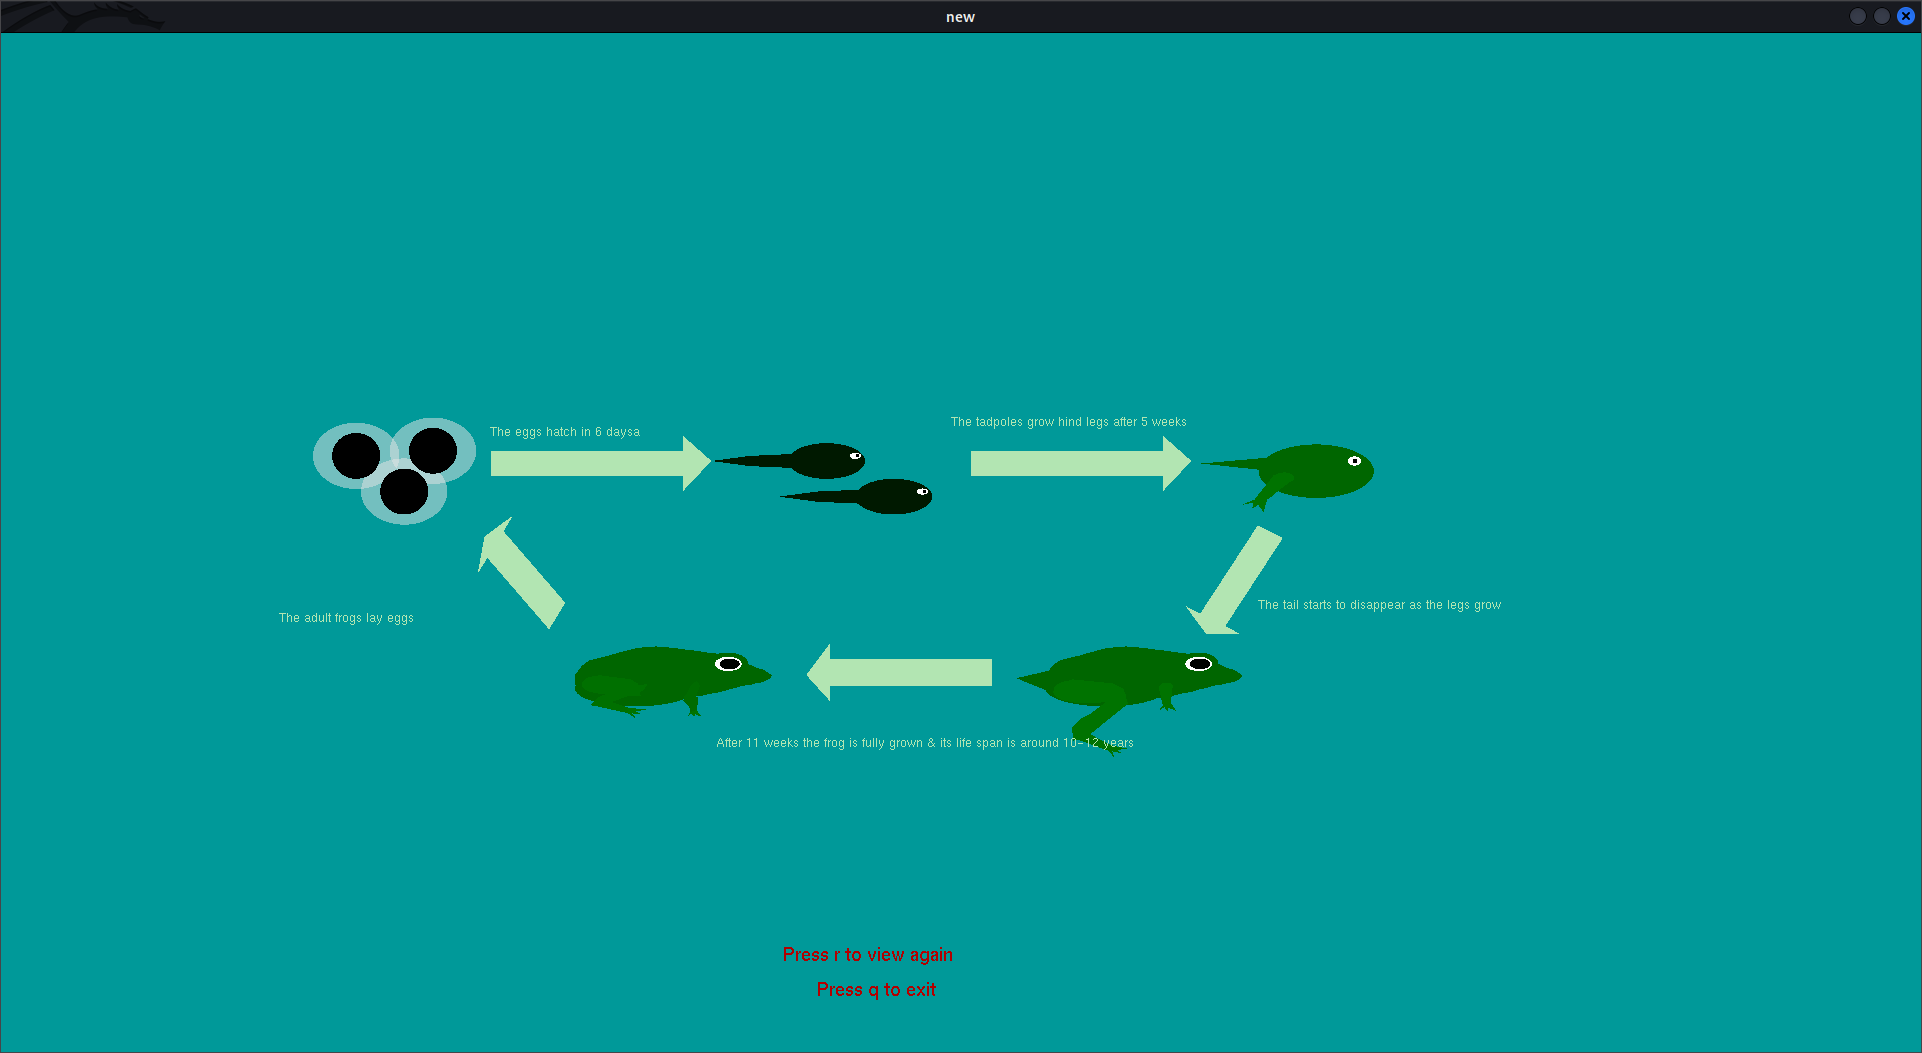 new
The tadpoles grow hind legs after 5 weeks
The eggs hatch in 6 daysa
The tail starts to disappear as the legs grow
The adult frogs lay eggs
After 11 weeks the frog is fully grown & its life span is around 10-12 years
Press r to view again
Press q to exit